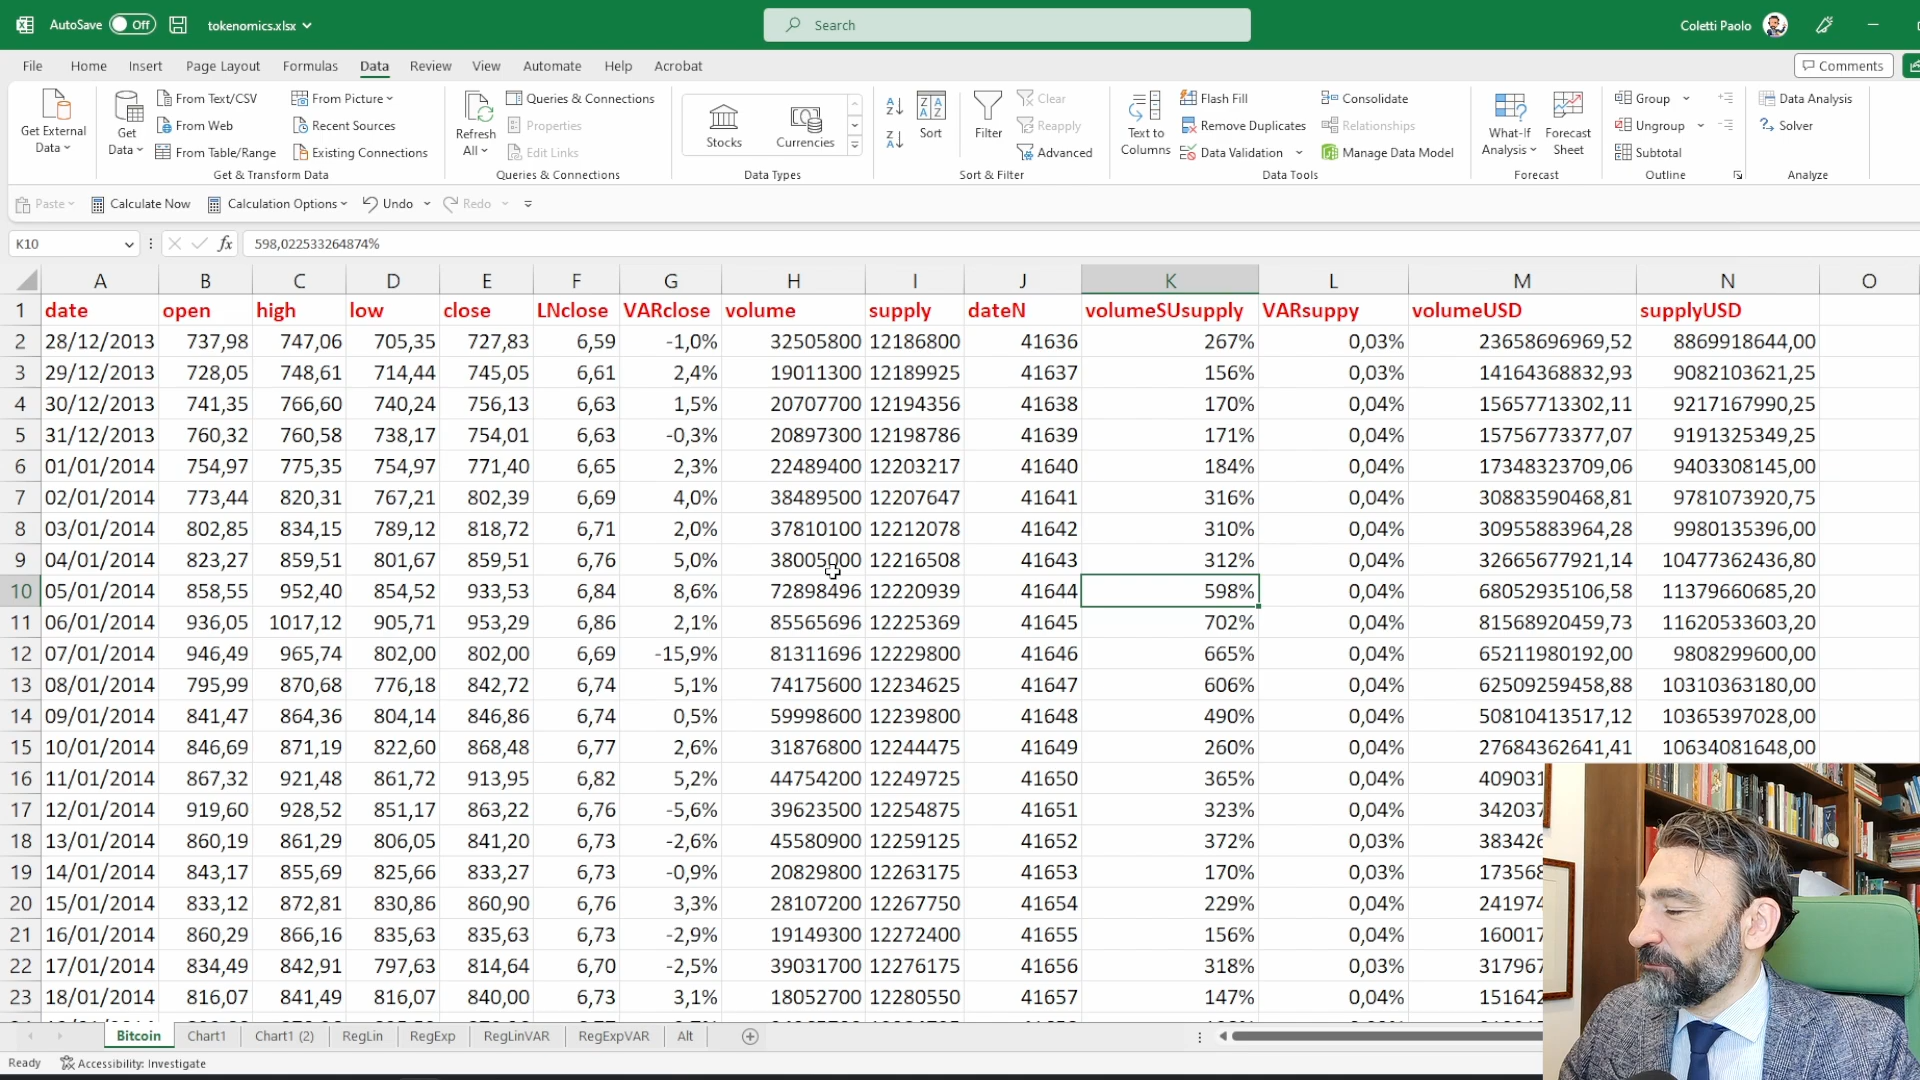 AutoSave Off tokenomics.xlsx Search Coletti Paolo
File Home Insert Page Layout Formulas Data Review View Automate Help Acrobat Comments
Get External Data
Get Data
From Text/CSV
From Web
From Table/Range
From Picture
Recent Sources
Existing Connections
Get & Transform Data
Refresh All
Queries & Connections
Properties
Edit Links
Queries & Connections
Stocks
Currencies
Data Types
Sort
Filter
Clear
Reapply
Advanced
Sort & Filter
Text to Columns
Flash Fill
Remove Duplicates
Data Validation
Consolidate
Relationships
Manage Data Model
Data Tools
What-If Analysis
Forecast Sheet
Forecast
Group
Ungroup
Subtotal
Outline
Data Analysis
Solver
Analyze
Paste Calculate Now Calculation Options Undo Redo
K10 fx 598,022533264874%
A B C D E F G H I J K L M N O
1 date open high low close LNclose VARclose volume supply dateN volumeSUsupply VARsuppy volumeUSD supplyUSD
2 28/12/2013 737,98 747,06 705,35 727,83 6,59 -1,0% 32505800 12186800 41636 267% 0,03% 23658696969,52 8869918644,00
3 29/12/2013 728,05 748,61 714,44 745,05 6,61 2,4% 19011300 12189925 41637 156% 0,03% 14164368832,93 9082103621,25
4 30/12/2013 741,35 766,60 740,24 756,13 6,63 1,5% 20707700 12194356 41638 170% 0,04% 15657713302,11 9217167990,25
5 31/12/2013 760,32 760,58 738,17 754,01 6,63 -0,3% 20897300 12198786 41639 171% 0,04% 15756773377,07 9191325349,25
6 01/01/2014 754,97 775,35 754,97 771,40 6,65 2,3% 22489400 12203217 41640 184% 0,04% 17348323709,06 9403308145,00
7 02/01/2014 773,44 820,31 767,21 802,39 6,69 4,0% 38489500 12207647 41641 316% 0,04% 30883590468,81 9781073920,75
8 03/01/2014 802,85 834,15 789,12 818,72 6,71 2,0% 37810100 12212078 41642 310% 0,04% 30955883964,28 9980135396,00
9 04/01/2014 823,27 859,51 801,67 859,51 6,76 5,0% 38005000 12216508 41643 312% 0,04% 32665677921,14 10477362436,80
10 05/01/2014 858,55 952,40 854,52 933,53 6,84 8,6% 72898496 12220939 41644 598% 0,04% 68052935106,58 11379660685,20
11 06/01/2014 936,05 1017,12 905,71 953,29 6,86 2,1% 85565696 12225369 41645 702% 0,04% 81568920459,73 11620533603,20
12 07/01/2014 946,49 965,74 802,00 802,00 6,69 -15,9% 81311696 12229800 41646 665% 0,04% 65211980192,00 9808299600,00
13 08/01/2014 795,99 870,68 776,18 842,72 6,74 5,1% 74175600 12234625 41647 606% 0,04% 62509259458,88 10310363180,00
14 09/01/2014 841,47 864,36 804,14 846,86 6,74 0,5% 59998600 12239800 41648 490% 0,04% 50810413517,12 10365397028,00
15 10/01/2014 846,69 871,19 822,60 868,48 6,77 2,6% 31876800 12244475 41649 260% 0,04% 27684362641,41 10634081648,00
16 11/01/2014 867,32 921,48 861,72 913,95 6,82 5,2% 44754200 12249725 41650 365% 0,04% 409031
17 12/01/2014 919,60 928,52 851,17 863,22 6,76 -5,6% 39623500 12254875 41651 323% 0,04% 342037
18 13/01/2014 860,19 861,29 806,05 841,20 6,73 -2,6% 45580900 12259125 41652 372% 0,03% 383426
19 14/01/2014 843,17 855,69 825,66 833,27 6,73 -0,9% 20829800 12263175 41653 170% 0,03% 173568
20 15/01/2014 833,12 872,81 830,86 860,90 6,76 3,3% 28107200 12267750 41654 229% 0,04% 241974
21 16/01/2014 860,29 866,16 835,63 835,63 6,73 -2,9% 19149300 12272400 41655 156% 0,04% 160017
22 17/01/2014 834,49 842,91 797,63 814,64 6,70 -2,5% 39031700 12276175 41656 318% 0,03% 317967
23 18/01/2014 816,07 841,49 816,07 840,00 6,73 3,1% 18052700 12280550 41657 147% 0,04% 151642
Bitcoin Chart1 Chart1 (2) RegLin RegExp RegLinVAR RegExpVAR Alt
Ready Accessibility: Investigate